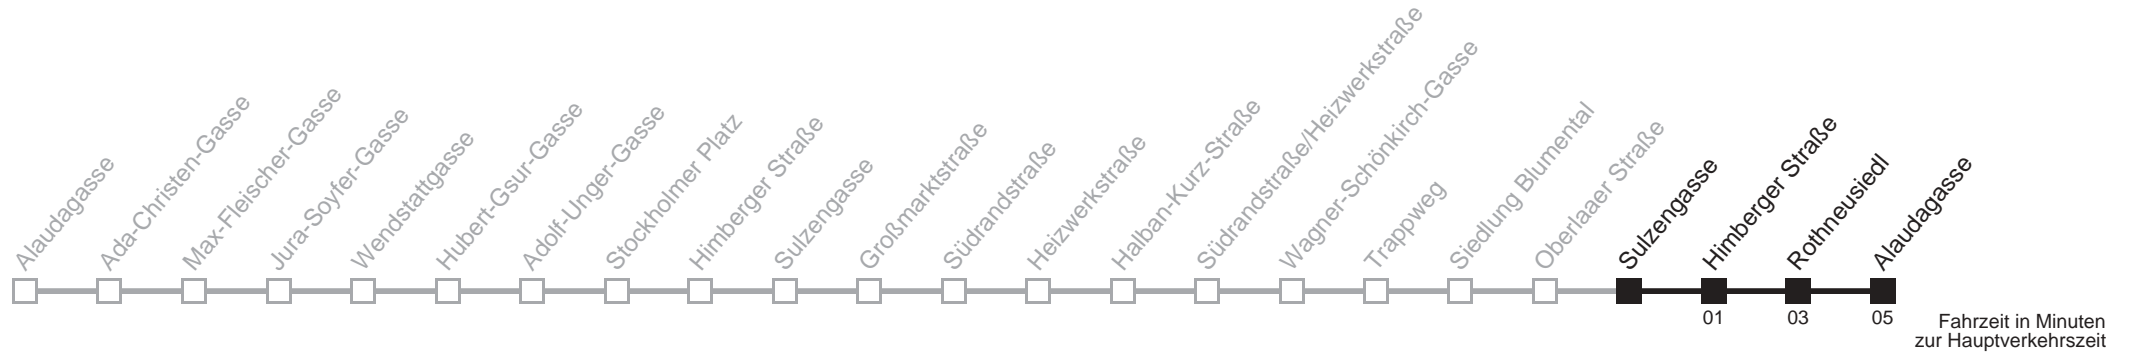 Alaudagasse
Ada-Christen-Gasse
Max-Fleischer-Gasse
Jura-Soyfer-Gasse
Wendstattgasse
Hubert-Gsur-Gasse
Adolf-Unger-Gasse
Stockholmer Platz
Himberger Straße
Sulzengasse
Großmarktstraße
Südrandstraße
Heizwerkstraße
Halban-Kurz-Straße
Südrandstraße/Heizwerkstraße
Wagner-Schönkirch-Gasse
Trappweg
Siedlung Blumental
Oberlaaer Straße
Sulzengasse
Himberger Straße
Rothneusiedl
Alaudagasse
01 03 05
Fahrzeit in Minuten
zur Hauptverkehrszeit